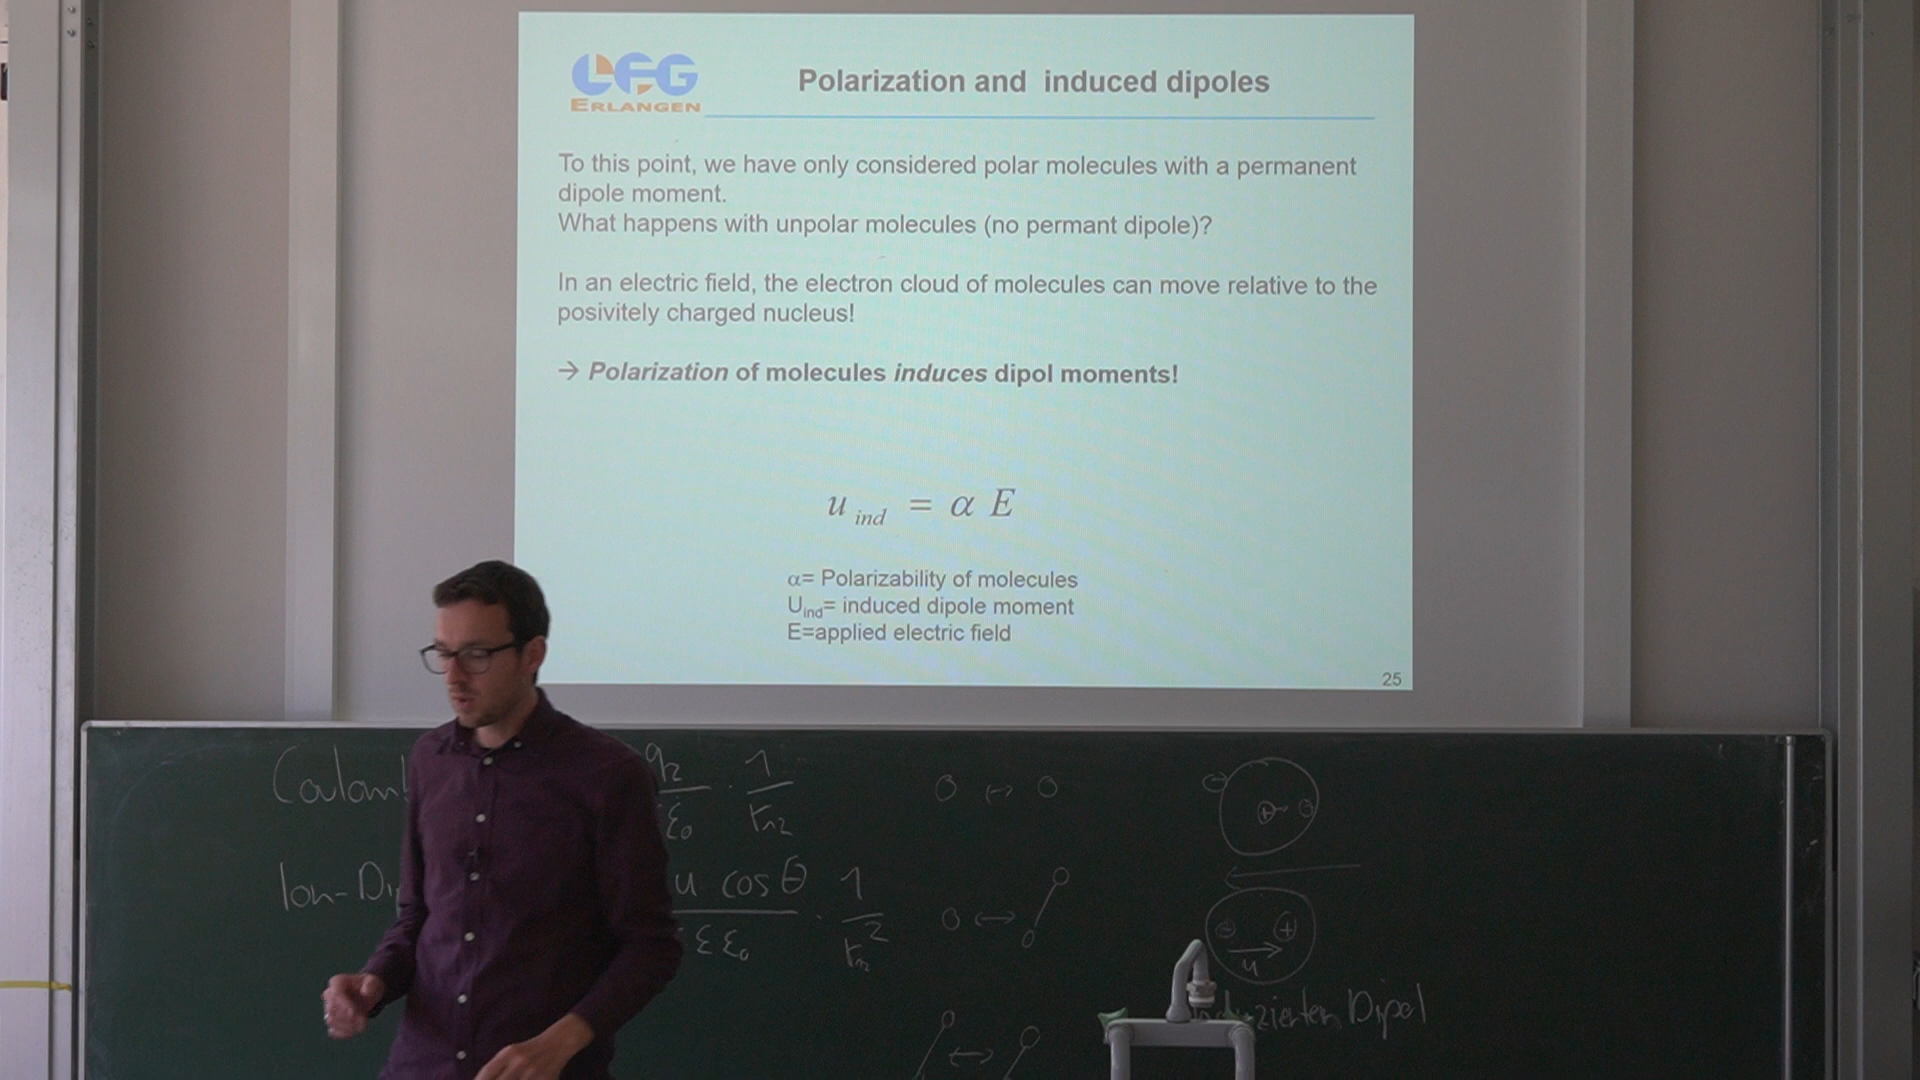 LFG
ERLANGEN
Polarization and induced dipoles
To this point, we have only considered polar molecules with a permanent
dipole moment.
What happens with unpolar molecules (no permant dipole)?
In an electric field, the electron cloud of molecules can move relative to the
posivitely charged nucleus!
→ Polarization of molecules induces dipol moments!
u ind = α E
α= Polarizability of molecules
Uind= induced dipole moment
E=applied electric field
25
q2 · 1
ε0 r12
Ion-Di
u cos θ · 1
ε ε0 r12 2
u
Dipol